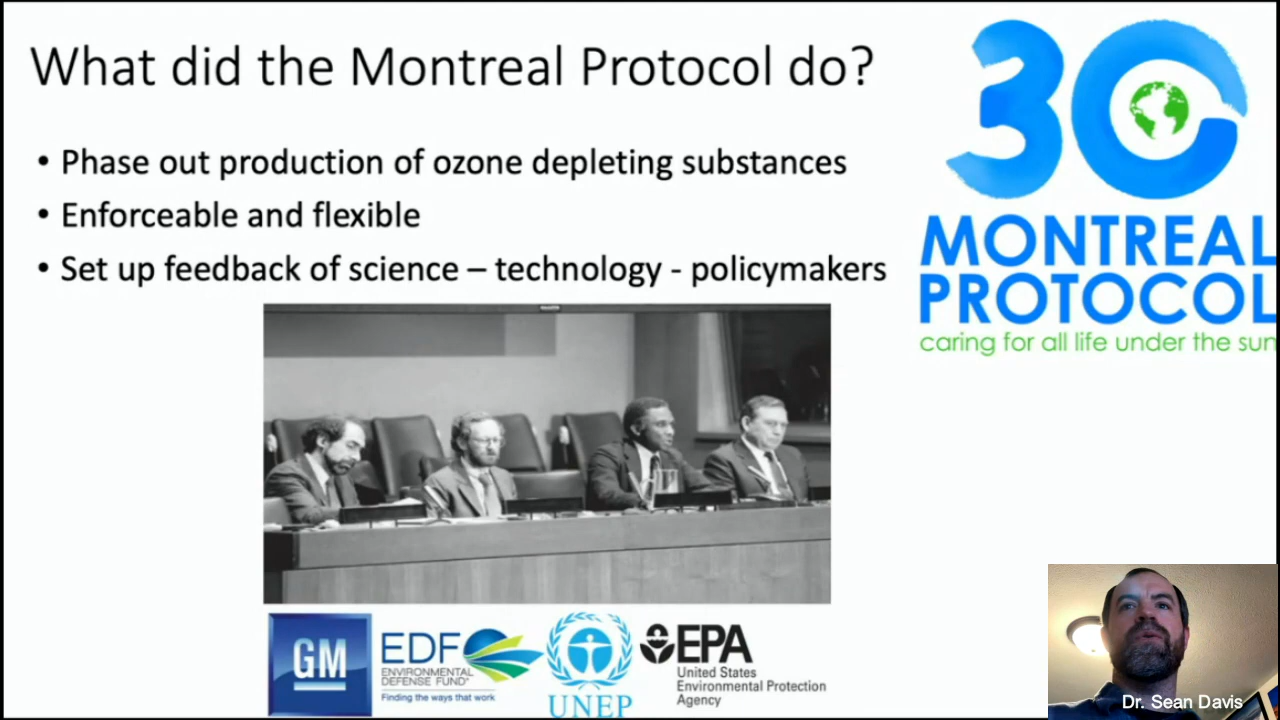 What did the Montreal Protocol do?
• Phase out production of ozone depleting substances
• Enforceable and flexible
• Set up feedback of science – technology - policymakers
30
MONTREAL
PROTOCOL
caring for all life under the sun
GM
EDF
ENVIRONMENTAL
DEFENSE FUND®
Finding the ways that work
UNEP
EPA
United States
Environmental Protection
Agency
Dr. Sean Davis